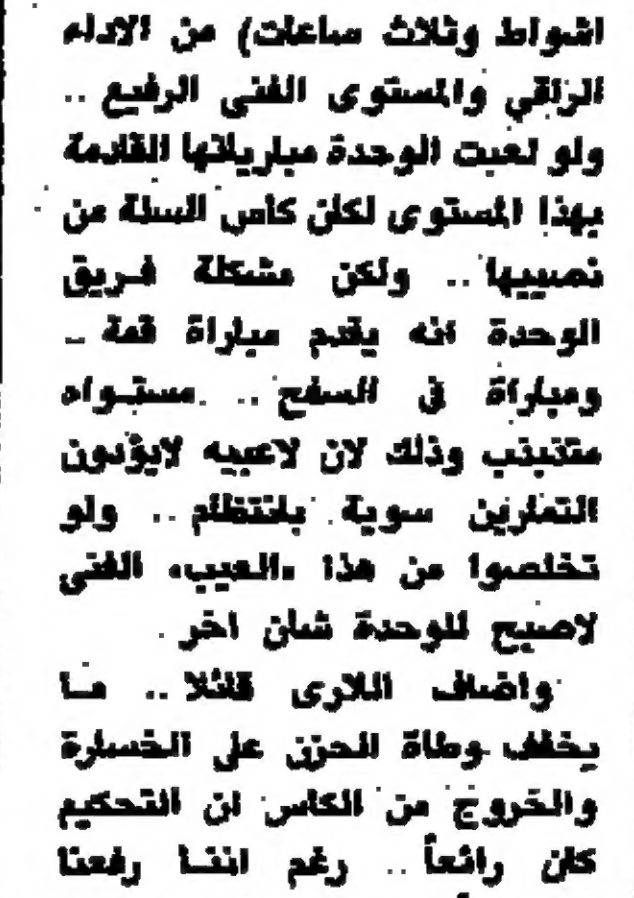 اشواط وثلاث ساعات) من الاداء
الراقي والمستوى الفني الرفيع ..
ولو لعبت الوحدة مبارياتها القادمة
بهذا المستوى لكان كأس السلة من
نصيبها .. ولكن مشكلة فريق
الوحدة انه يقدم مباراة قمة ..
ومباراة في السفح .. مستواه
متذبذب وذلك لان لاعبيه لايؤدون
التمارين سوية بانتظام .. ولو
تخلصوا من هذا «العيب» الفني
لاصبح للوحدة شان اخر .
واضاف اللاري قائلا .. ما
يخفف وطاة الحزن على الخسارة
والخروج من الكاس ان التحكيم
كان رائعاً .. رغم اننا رفعنا